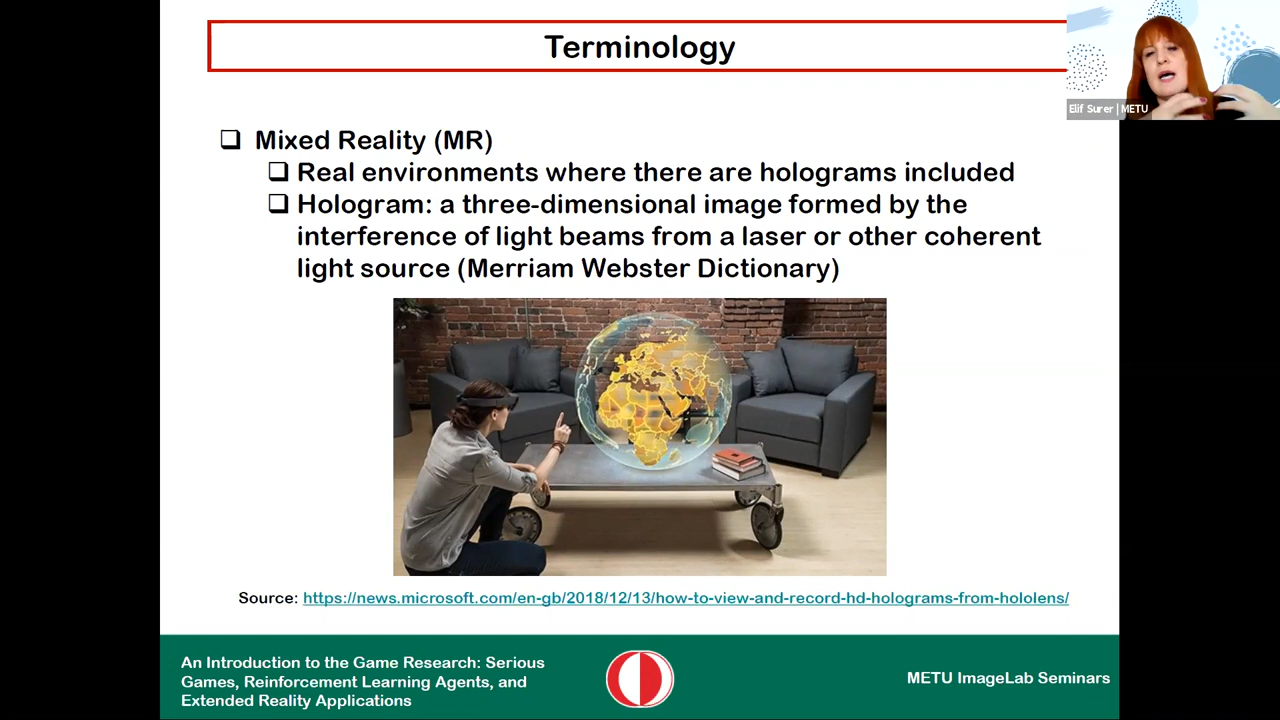 Terminology
Elif Surer | METU
❑ Mixed Reality (MR)
❑ Real environments where there are holograms included
❑ Hologram: a three-dimensional image formed by the
interference of light beams from a laser or other coherent
light source (Merriam Webster Dictionary)
Source: https://news.microsoft.com/en-gb/2018/12/13/how-to-view-and-record-hd-holograms-from-hololens/
An Introduction to the Game Research: Serious
Games, Reinforcement Learning Agents, and
Extended Reality Applications
METU ImageLab Seminars